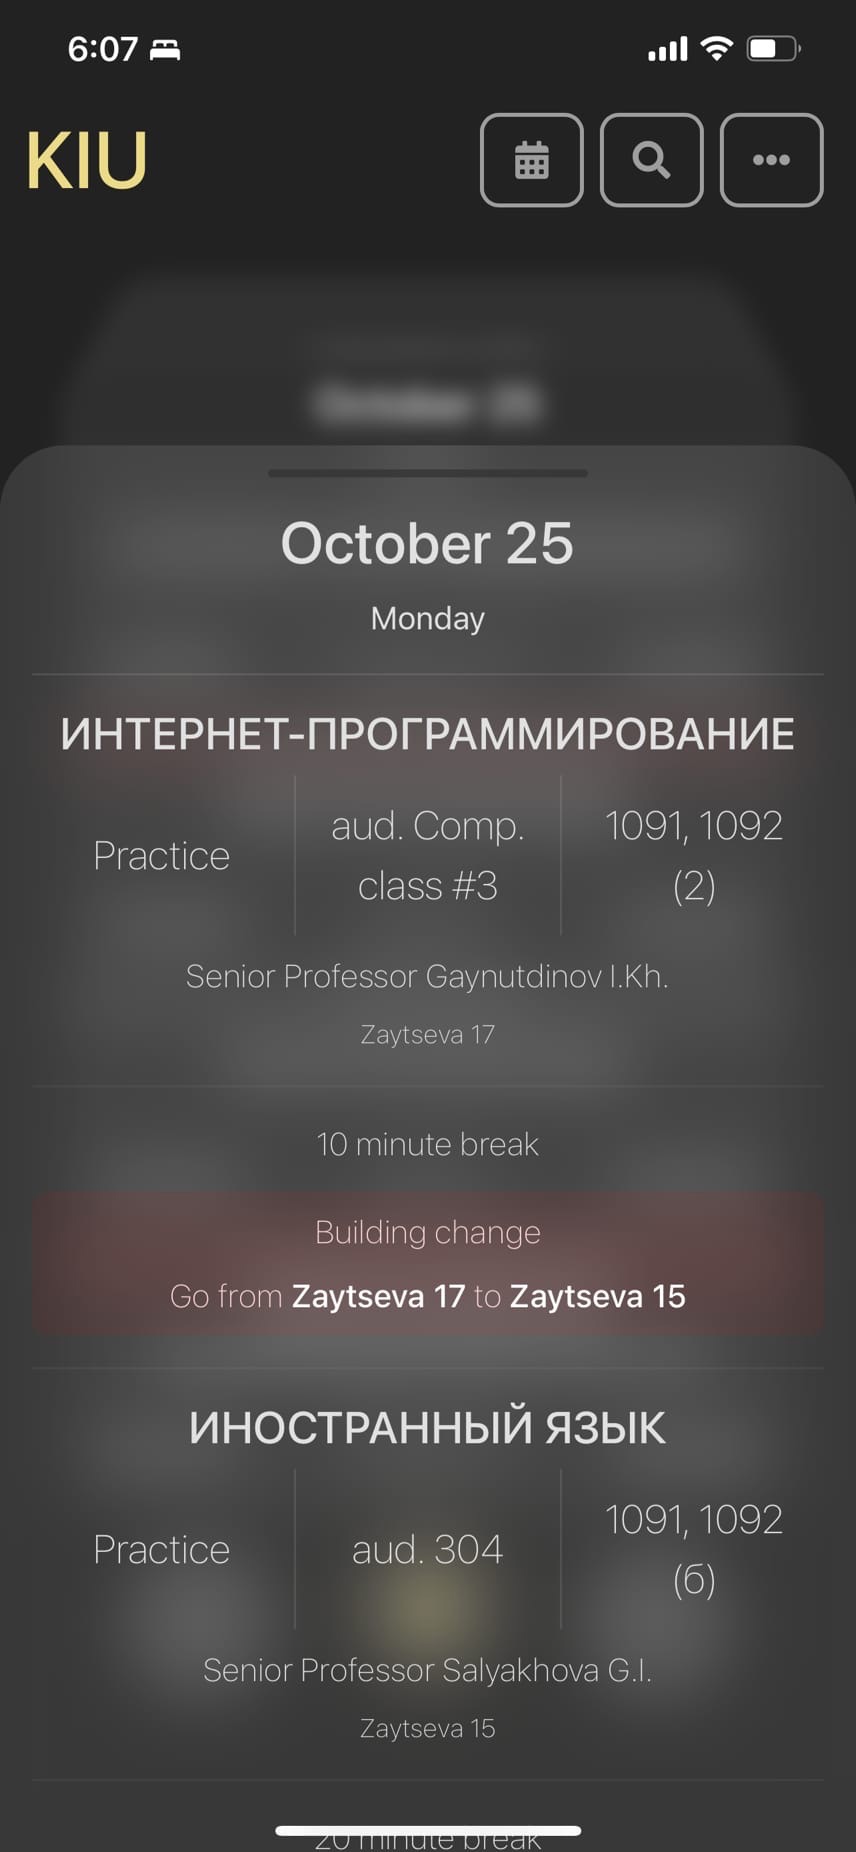 6:07
KIU
October 25
October 25
Monday
ИНТЕРНЕТ-ПРОГРАММИРОВАНИЕ
Practice
aud. Comp.
class #3
1091, 1092
(2)
Senior Professor Gaynutdinov I.Kh.
Zaytseva 17
10 minute break
Building change
Go from Zaytseva 17 to Zaytseva 15
ИНОСТРАННЫЙ ЯЗЫК
Practice
aud. 304
1091, 1092
(б)
Senior Professor Salyakhova G.I.
Zaytseva 15
20 minute break